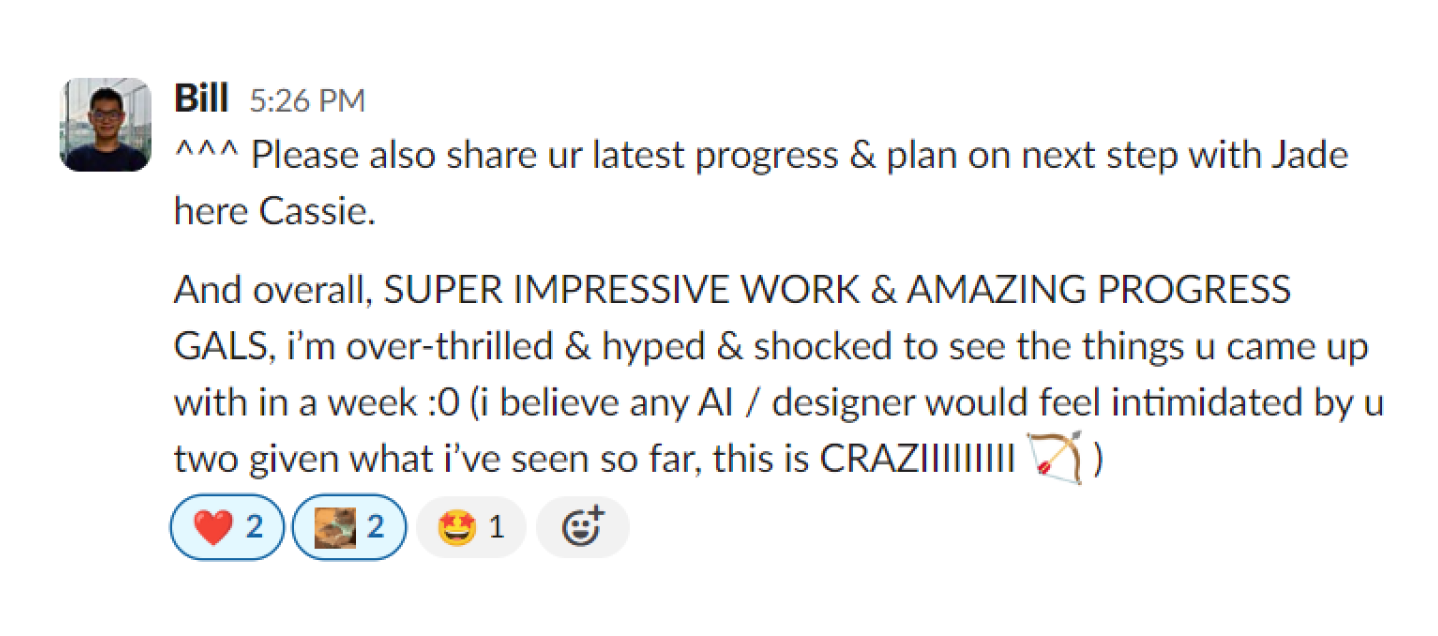 Bill 5:26 PM
^^^ Please also share ur latest progress & plan on next step with Jade
here Cassie.
And overall, SUPER IMPRESSIVE WORK & AMAZING PROGRESS
GALS, i’m over-thrilled & hyped & shocked to see the things u came up
with in a week :0 (i believe any AI / designer would feel intimidated by u
two given what i’ve seen so far, this is CRAZIIIIIIIIII 🏹 )
❤️ 2 2 🤩 1